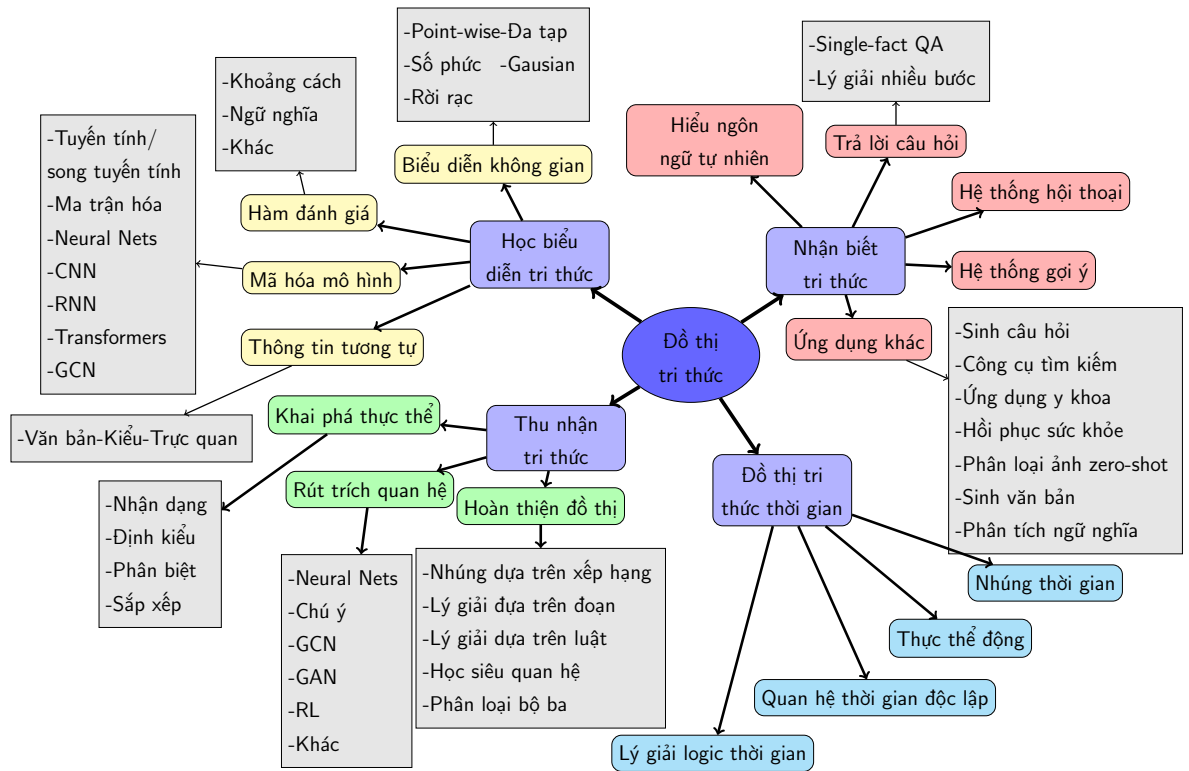 -Point-wise-Đa tạp
-Số phức -Gausian
-Rời rạc
-Single-fact QA
-Lý giải nhiều bước
-Khoảng cách
-Ngữ nghĩa
-Khác
-Tuyến tính/
song tuyến tính
-Ma trận hóa
-Neural Nets
-CNN
-RNN
-Transformers
-GCN
Biểu diễn không gian
Hàm đánh giá
Mã hóa mô hình
Thông tin tương tự
Học biểu
diễn tri thức
Hiểu ngôn
ngữ tự nhiên
Trả lời câu hỏi
Hệ thống hội thoại
Hệ thống gợi ý
Nhận biết
tri thức
Ứng dụng khác
Đồ thị
tri thức
-Sinh câu hỏi
-Công cụ tìm kiếm
-Ứng dụng y khoa
-Hồi phục sức khỏe
-Phân loại ảnh zero-shot
-Sinh văn bản
-Phân tích ngữ nghĩa
-Văn bản-Kiểu-Trực quan
Khai phá thực thể
Thu nhận
tri thức
Rút trích quan hệ
Hoàn thiện đồ thị
-Nhận dạng
-Định kiểu
-Phân biệt
-Sắp xếp
-Neural Nets
-Chú ý
-GCN
-GAN
-RL
-Khác
-Nhúng dựa trên xếp hạng
-Lý giải đựa trên đoạn
-Lý giải dựa trên luật
-Học siêu quan hệ
-Phân loại bộ ba
Đồ thị tri
thức thời gian
Nhúng thời gian
Thực thể động
Quan hệ thời gian độc lập
Lý giải logic thời gian